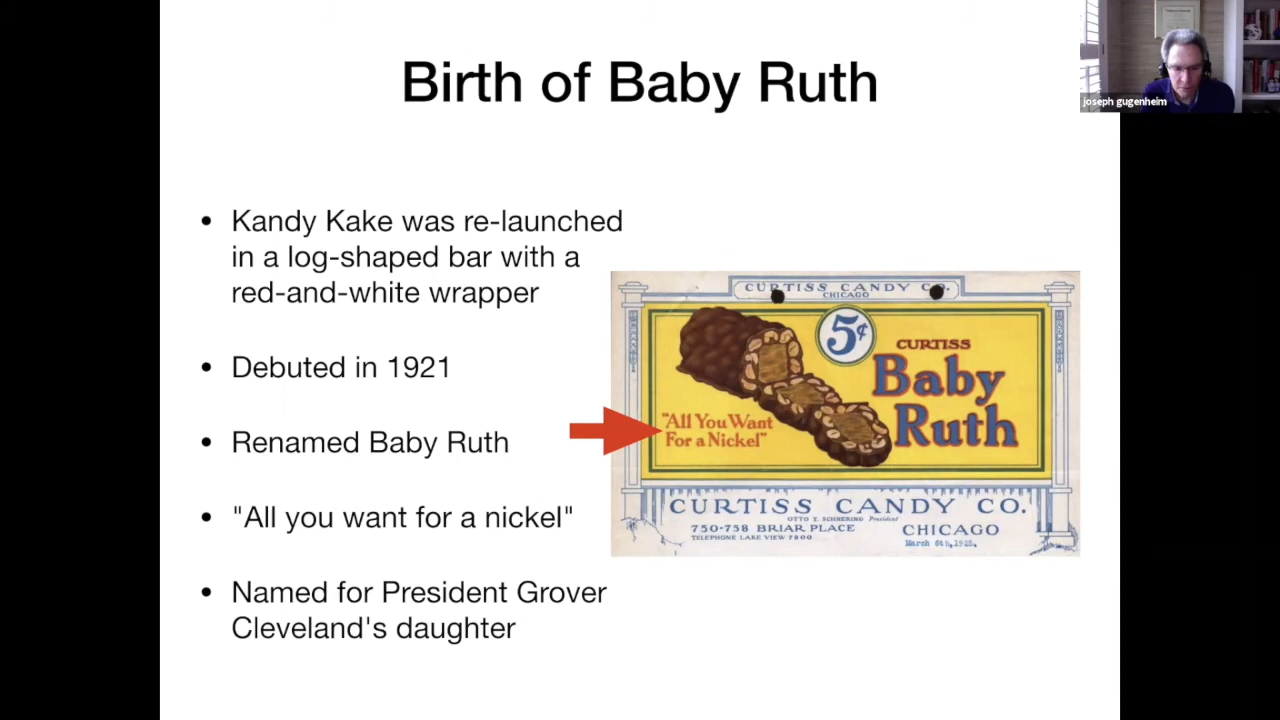 Birth of Baby Ruth
joseph gugenheim
• Kandy Kake was re-launched
in a log-shaped bar with a
red-and-white wrapper
• Debuted in 1921
• Renamed Baby Ruth
• "All you want for a nickel"
• Named for President Grover
Cleveland's daughter
CURTISS CANDY CO.
CHICAGO
5¢
CURTISS
Baby
Ruth
"All You Want
For a Nickel"
CURTISS CANDY CO.
OTTO Y. SCHNERING President
750-758 BRIAR PLACE
TELEPHONE LAKE VIEW 7800
CHICAGO
March 6th,1925.